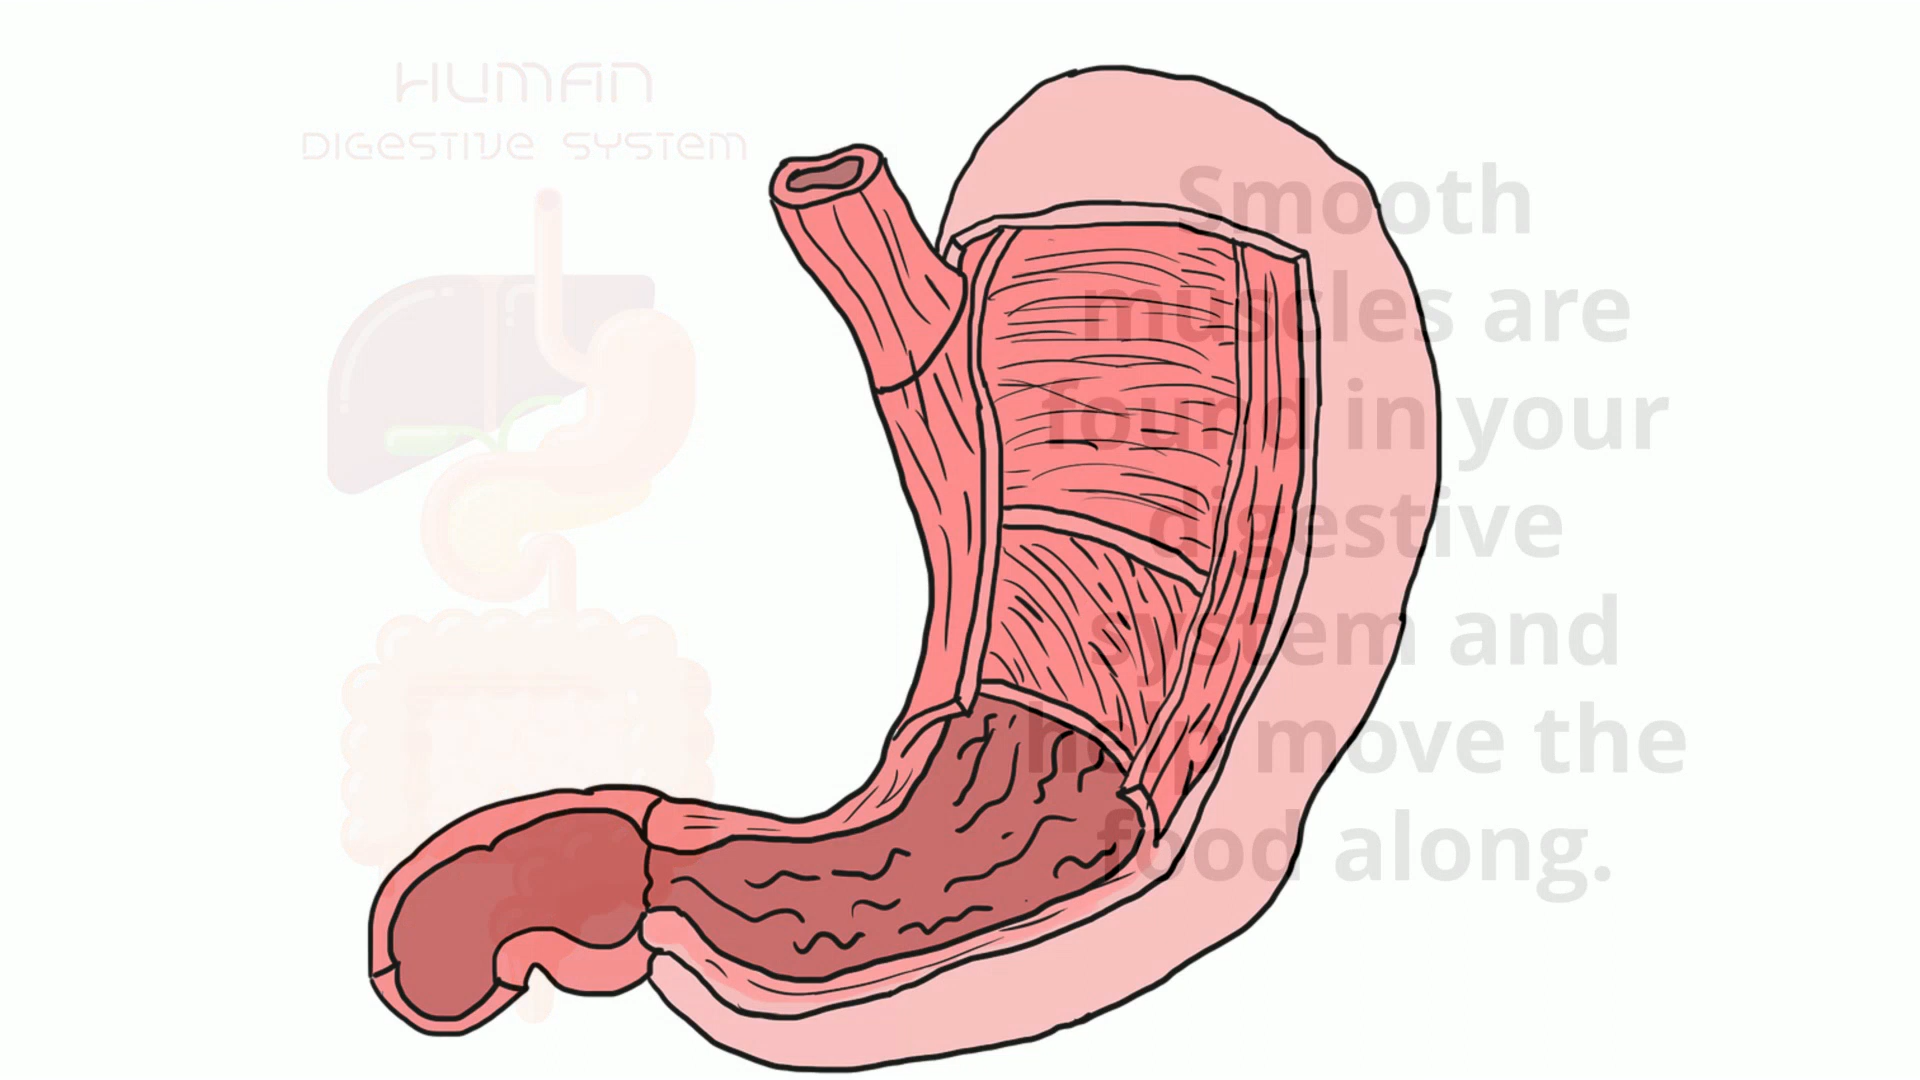 HUMAN
DIGESTIVE SYSTEM
Smooth
muscles are
found in your
digestive
system and
help move the
food along.